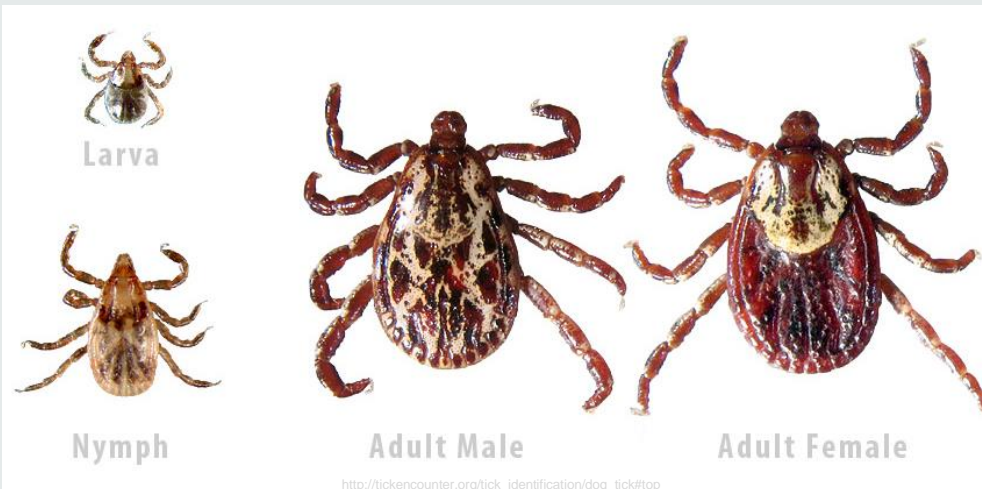 Larva
Nymph
Adult Male
Adult Female
http://tickencounter.org/tick_identification/dog_tick#top